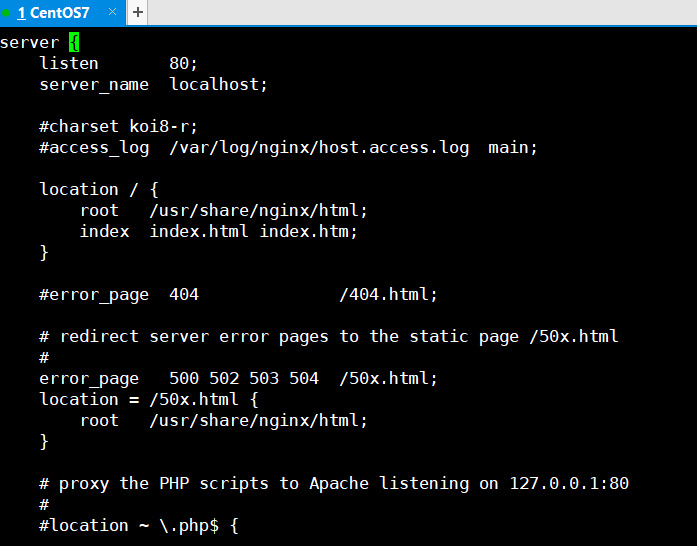 1 CentOS7 × +
server {
    listen       80;
    server_name  localhost;

    #charset koi8-r;
    #access_log  /var/log/nginx/host.access.log  main;

    location / {
        root   /usr/share/nginx/html;
        index  index.html index.htm;
    }

    #error_page  404              /404.html;

    # redirect server error pages to the static page /50x.html
    #
    error_page   500 502 503 504  /50x.html;
    location = /50x.html {
        root   /usr/share/nginx/html;
    }

    # proxy the PHP scripts to Apache listening on 127.0.0.1:80
    #
    #location ~ \.php$ {